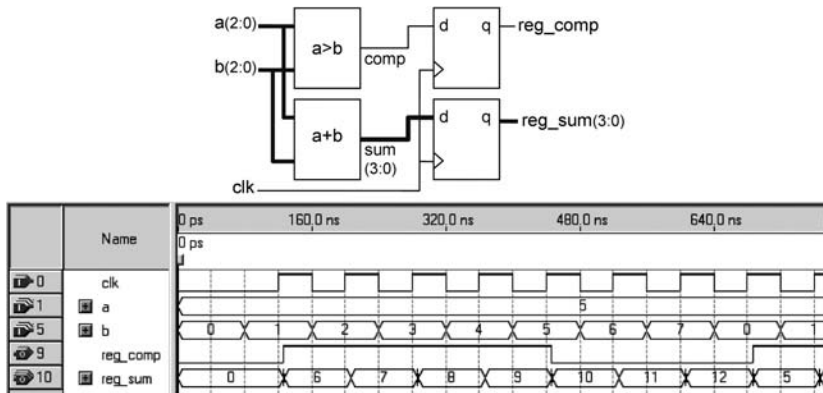 a(2:0)
b(2:0)
a>b
comp
d q
reg_comp
a+b
sum
(3:0)
d q
reg_sum(3:0)
clk
Name
0 ps 160.0 ns 320.0 ns 480.0 ns 640.0 ns
0 ps
0 clk
1 a 5
5 b 0 1 2 3 4 5 6 7 0 1
9 reg_comp
10 reg_sum 0 6 7 8 9 10 11 12 5